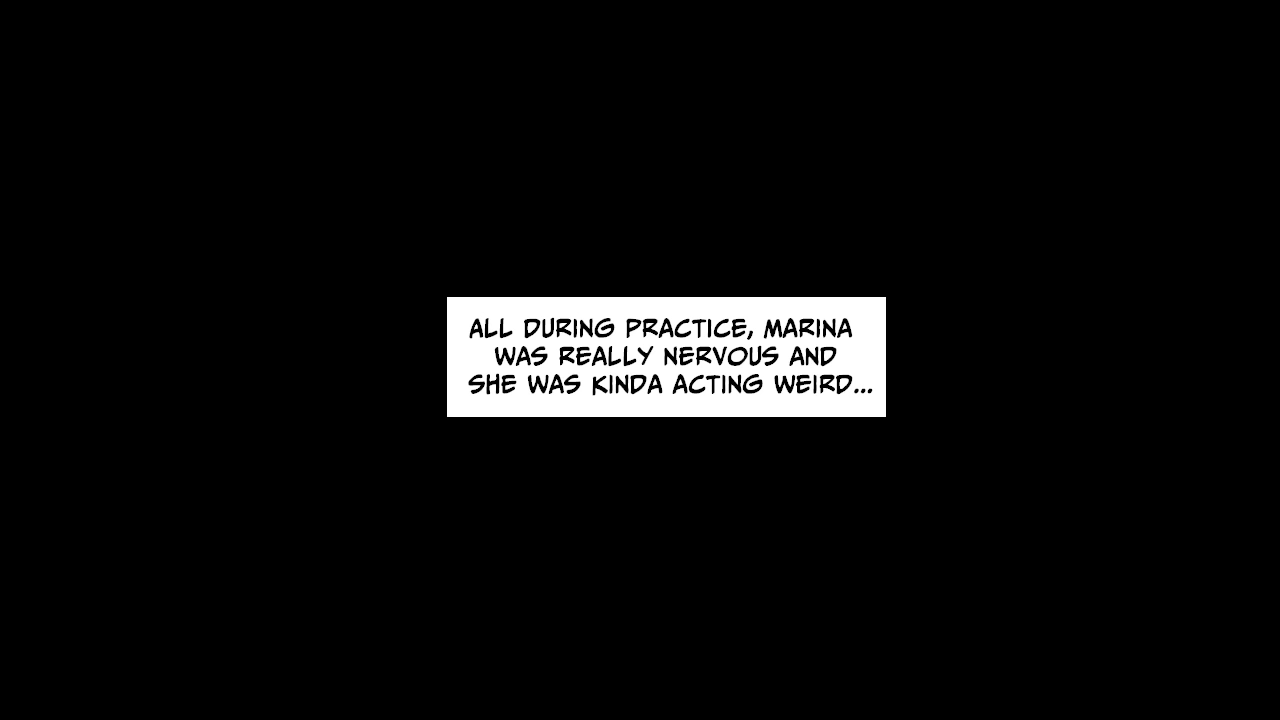 ALL DURING PRACTICE, MARINA
WAS REALLY NERVOUS AND
SHE WAS KINDA ACTING WEIRD...